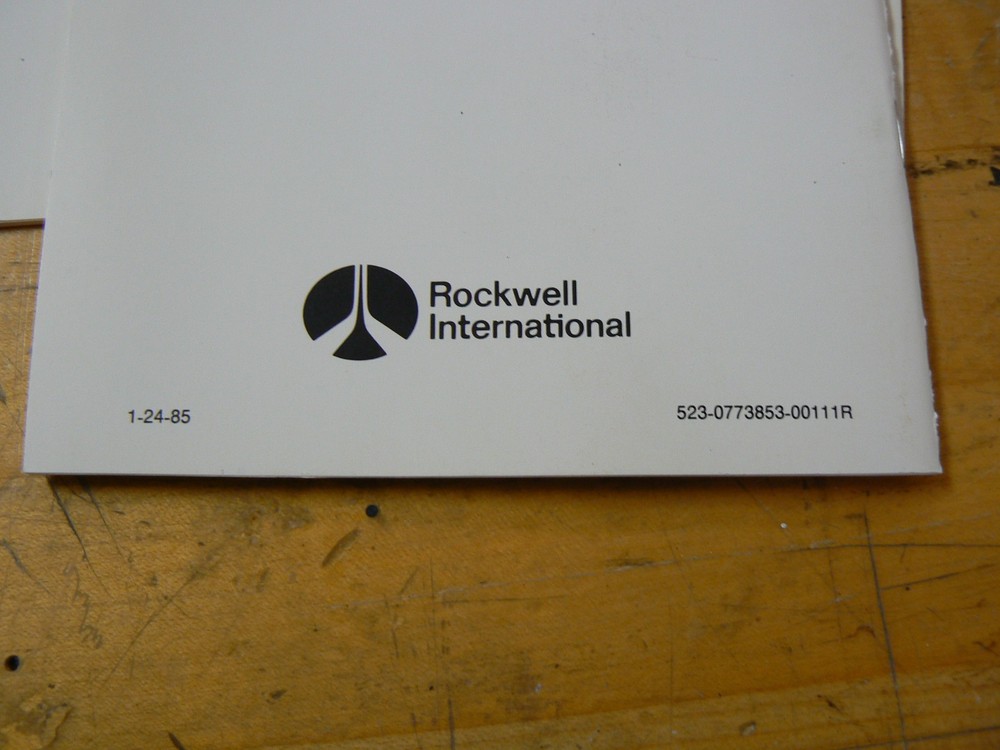 Rockwell
International
1-24-85
523-0773853-00111R